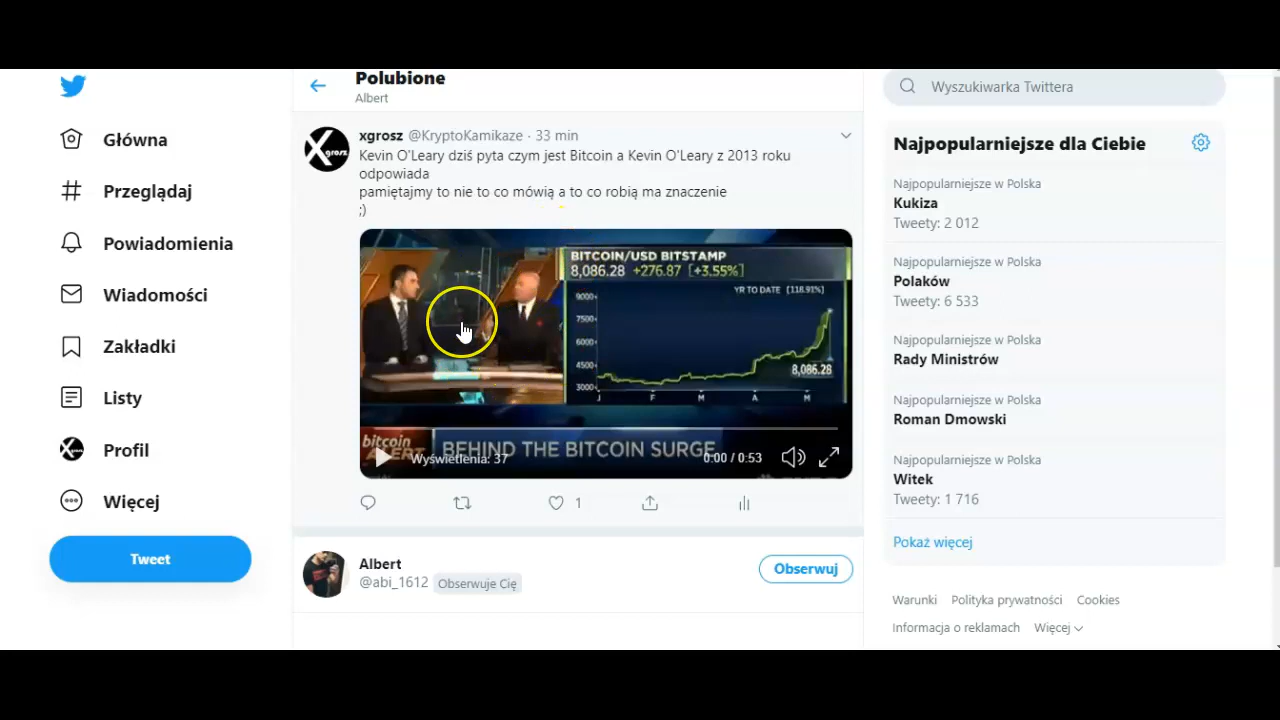 Główna
Przeglądaj
Powiadomienia
Wiadomości
Zakładki
Listy
Profil
Więcej
Tweet
Polubione
Albert
xgrosz @KryptoKamikaze · 33 min
Kevin O'Leary dziś pyta czym jest Bitcoin a Kevin O'Leary z 2013 roku
odpowiada
pamiętajmy to nie to co mówią a to co robią ma znaczenie
;)
BITCOIN/USD BITSTAMP
8,086.28 +276.87 [+3.55%]
YR TO DATE [118.91%]
9000
7500
6000
4500
3000
8,086.28
J F M A M
bitcoin
ALERT
BEHIND THE BITCOIN SURGE
Wyświetlenia: 37
0:00 / 0:53
1
Albert
@abi_1612 Obserwuje Cię
Obserwuj
Wyszukiwarka Twittera
Najpopularniejsze dla Ciebie
Najpopularniejsze w Polska
Kukiza
Tweety: 2 012
Najpopularniejsze w Polska
Polaków
Tweety: 6 533
Najpopularniejsze w Polska
Rady Ministrów
Najpopularniejsze w Polska
Roman Dmowski
Najpopularniejsze w Polska
Witek
Tweety: 1 716
Pokaż więcej
Warunki Polityka prywatności Cookies
Informacja o reklamach Więcej